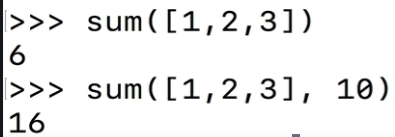 >>> sum([1,2,3])
6
>>> sum([1,2,3], 10)
16